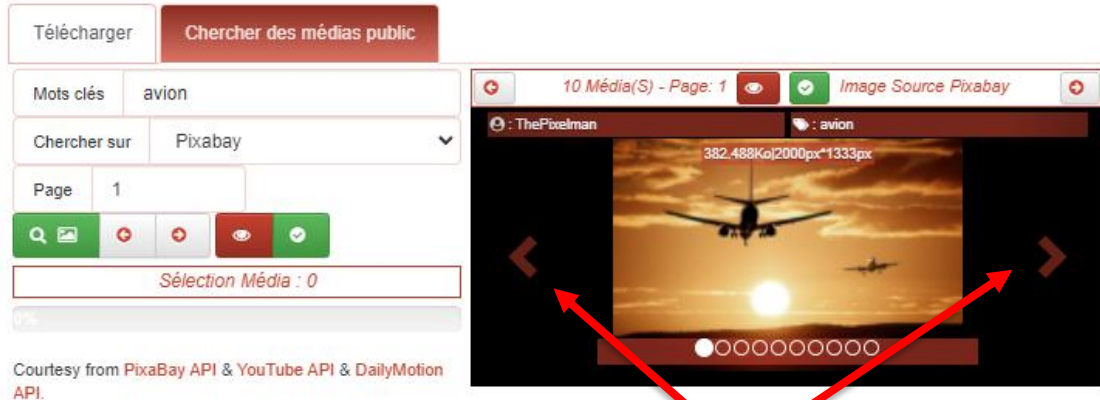 Télécharger
Chercher des médias public
Mots clés avion
Chercher sur Pixabay
Page 1
Sélection Média : 0
0%
Courtesy from PixaBay API & YouTube API & DailyMotion
API.
10 Média(S) - Page: 1 Image Source Pixabay
: ThePixelman : avion
382.488Ko|2000px*1333px